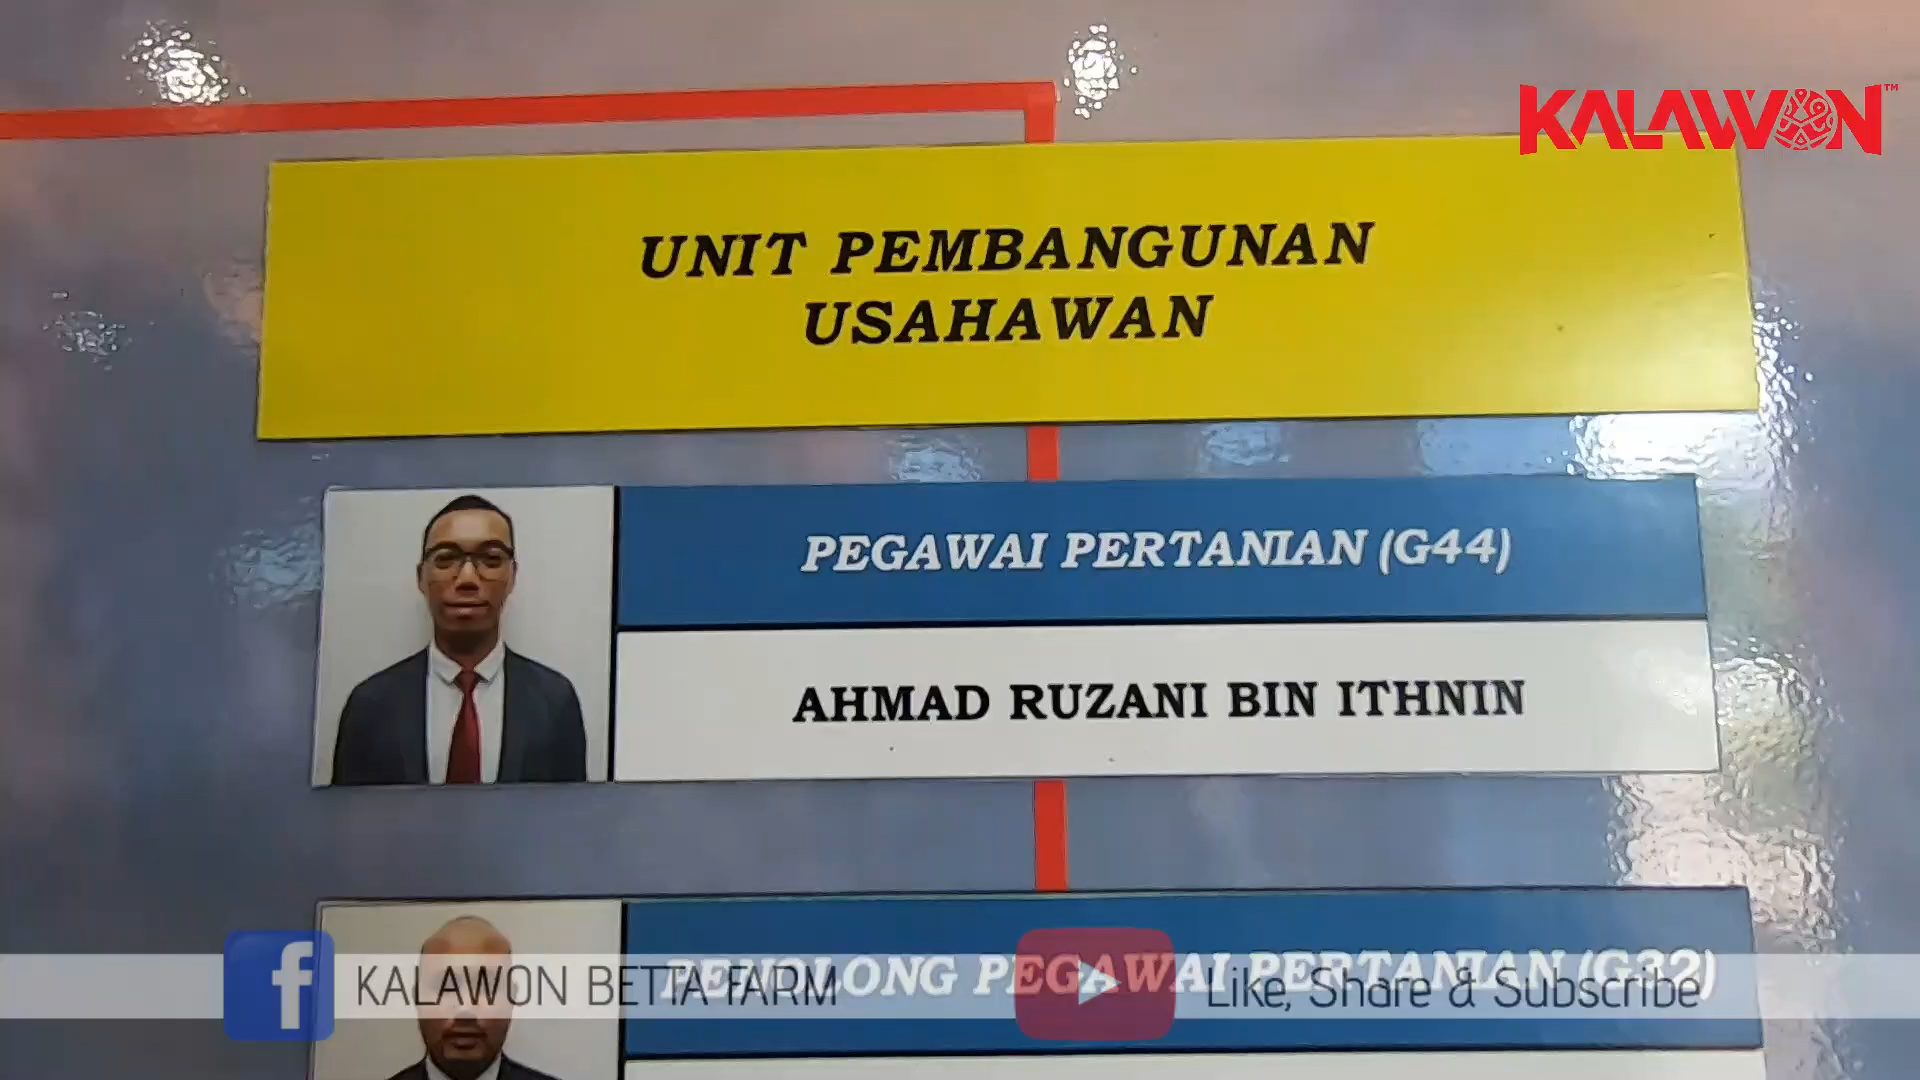 KALAWON™
UNIT PEMBANGUNAN
USAHAWAN
PEGAWAI PERTANIAN (G44)
AHMAD RUZANI BIN ITHNIN
PENOLONG PEGAWAI PERTANIAN (G32)
f KALAWON BETTA FARM
Like, Share & Subscribe